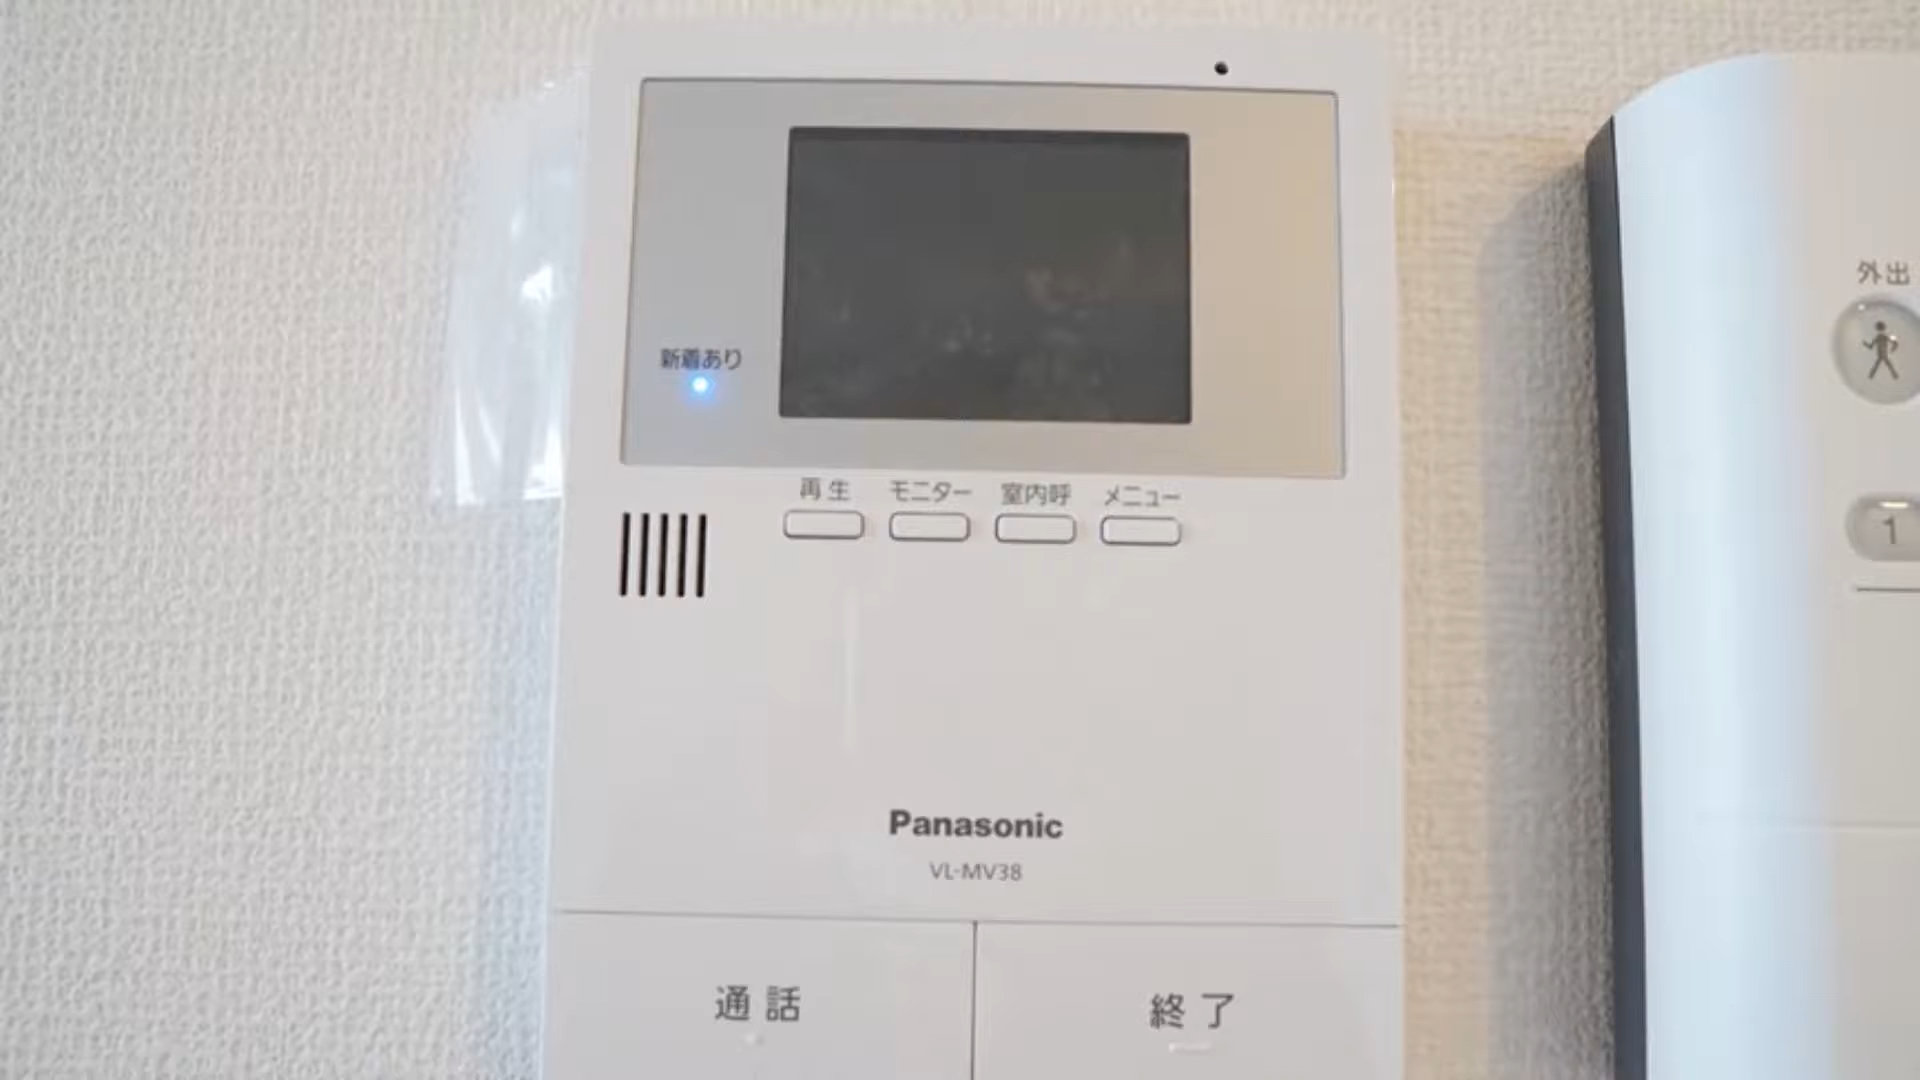 新着あり
再生 モニター 室内呼 メニュー
Panasonic
VL-MV38
通話 終了
外出
1